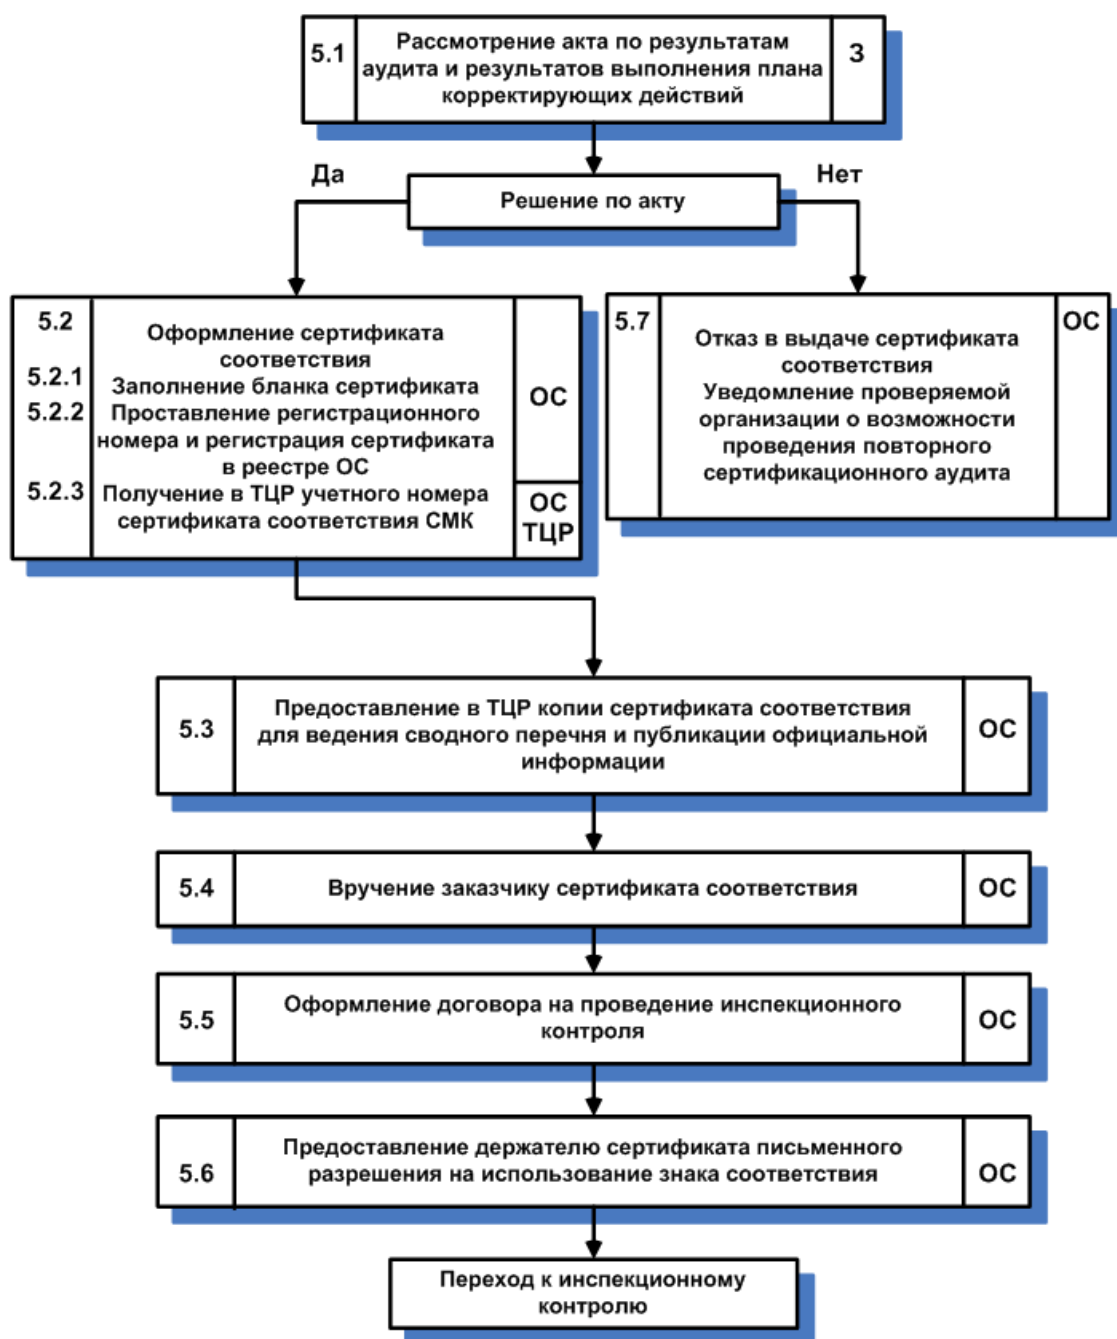 5.1
Рассмотрение акта по результатам
аудита и результатов выполнения плана
корректирующих действий
З
Да
Решение по акту
Нет
5.2
Оформление сертификата
соответствия
5.2.1
Заполнение бланка сертификата
5.2.2
Проставление регистрационного
номера и регистрация сертификата
в реестре ОС
5.2.3
Получение в ТЦР учетного номера
сертификата соответствия СМК
ОС
ОС
ТЦР
5.7
Отказ в выдаче сертификата
соответствия
Уведомление проверяемой
организации о возможности
проведения повторного
сертификационного аудита
ОС
5.3
Предоставление в ТЦР копии сертификата соответствия
для ведения сводного перечня и публикации официальной
информации
ОС
5.4
Вручение заказчику сертификата соответствия
ОС
5.5
Оформление договора на проведение инспекционного
контроля
ОС
5.6
Предоставление держателю сертификата письменного
разрешения на использование знака соответствия
ОС
Переход к инспекционному
контролю